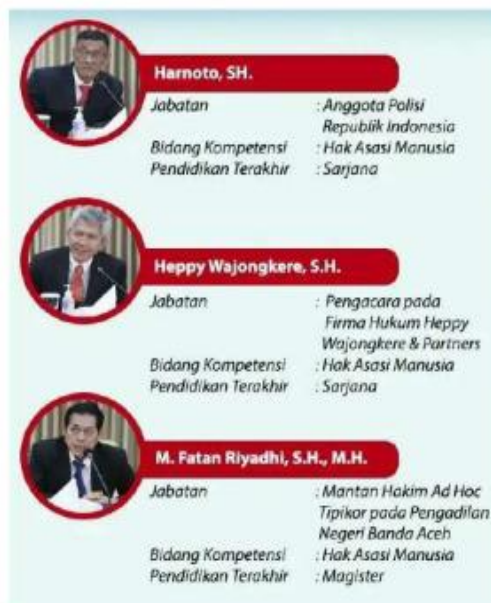 Harnoto, SH.
Jabatan : Anggota Polisi
Republik Indonesia
Bidang Kompetensi : Hak Asasi Manusia
Pendidikan Terakhir : Sarjana
Heppy Wajongkere, S.H.
Jabatan : Pengacara pada
Firma Hukum Heppy
Wajongkere & Partners
Bidang Kompetensi : Hak Asasi Manusia
Pendidikan Terakhir : Sarjana
M. Fatan Riyadhi, S.H., M.H.
Jabatan : Mantan Hakim Ad Hoc
Tipikor pada Pengadilan
Negeri Banda Aceh
Bidang Kompetensi : Hak Asasi Manusia
Pendidikan Terakhir : Magister